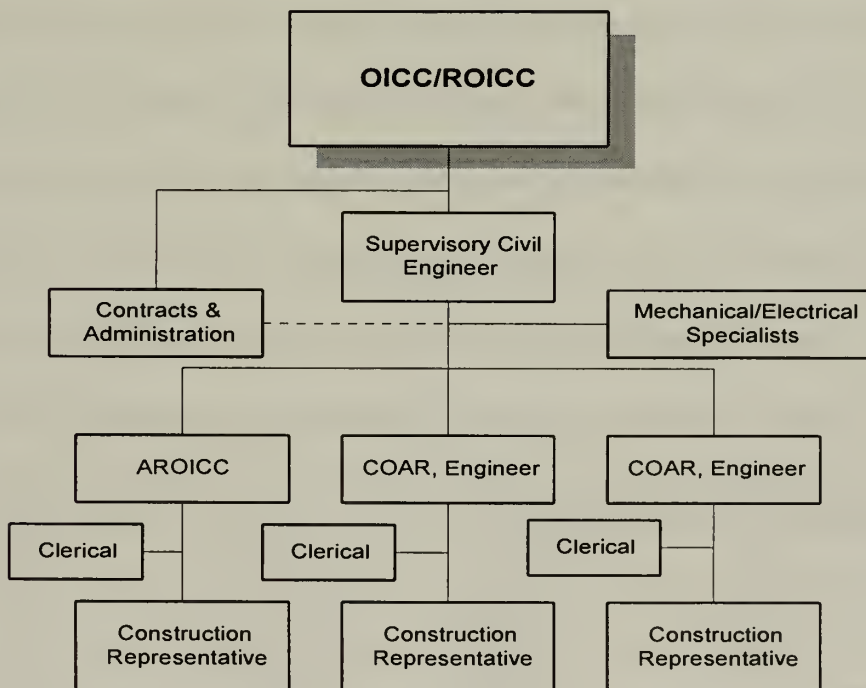 OICC/ROICC
Supervisory Civil
Engineer
Contracts &
Administration
Mechanical/Electrical
Specialists
AROICC
COAR, Engineer
COAR, Engineer
Clerical
Clerical
Clerical
Construction
Representative
Construction
Representative
Construction
Representative